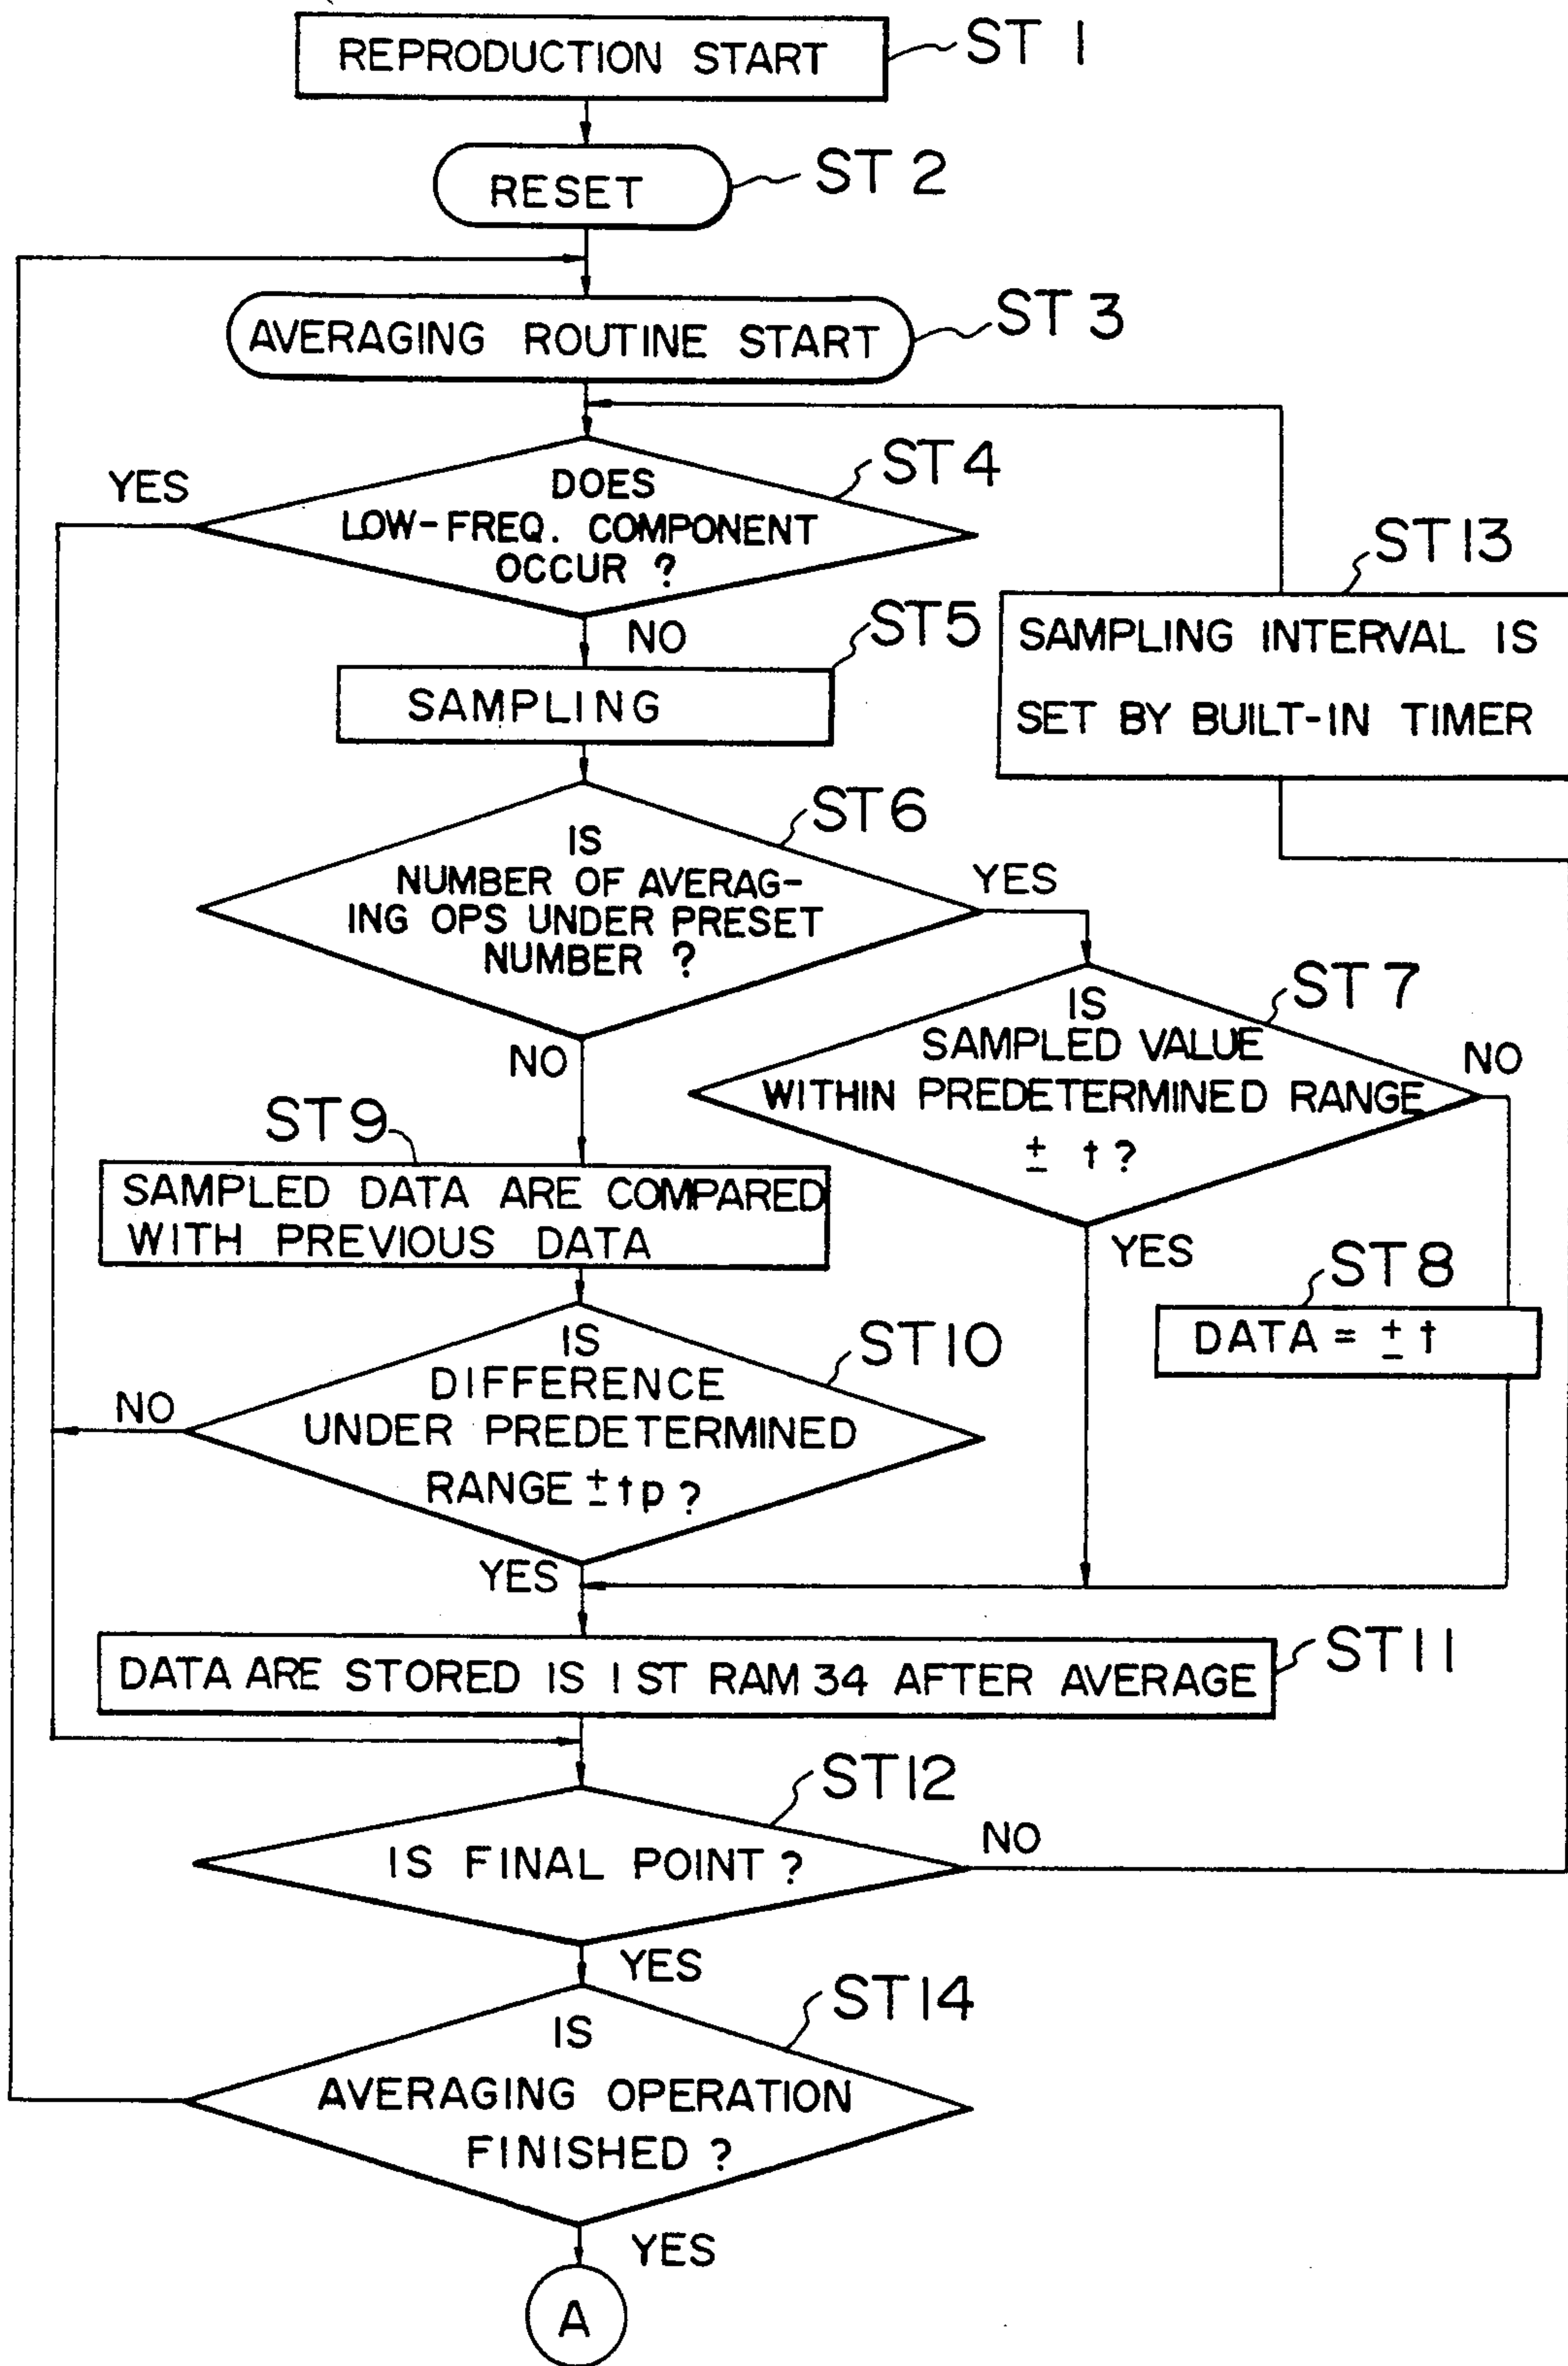 REPRODUCTION START
ST 1
RESET
ST 2
AVERAGING ROUTINE START
ST 3
DOES
LOW-FREQ. COMPONENT
OCCUR ?
ST4
YES
NO
SAMPLING
ST5
SAMPLING INTERVAL IS
SET BY BUILT-IN TIMER
ST13
IS
NUMBER OF AVERAG-
ING OPS UNDER PRESET
NUMBER ?
ST6
YES
NO
IS
SAMPLED VALUE
WITHIN PREDETERMINED RANGE
± t ?
ST 7
NO
YES
ST9
SAMPLED DATA ARE COMPARED
WITH PREVIOUS DATA
ST8
DATA = ± t
IS
DIFFERENCE
UNDER PREDETERMINED
RANGE ± tp ?
ST10
NO
YES
DATA ARE STORED IS 1 ST RAM 34 AFTER AVERAGE
ST11
IS FINAL POINT ?
ST12
NO
YES
IS
AVERAGING OPERATION
FINISHED ?
ST14
YES
A